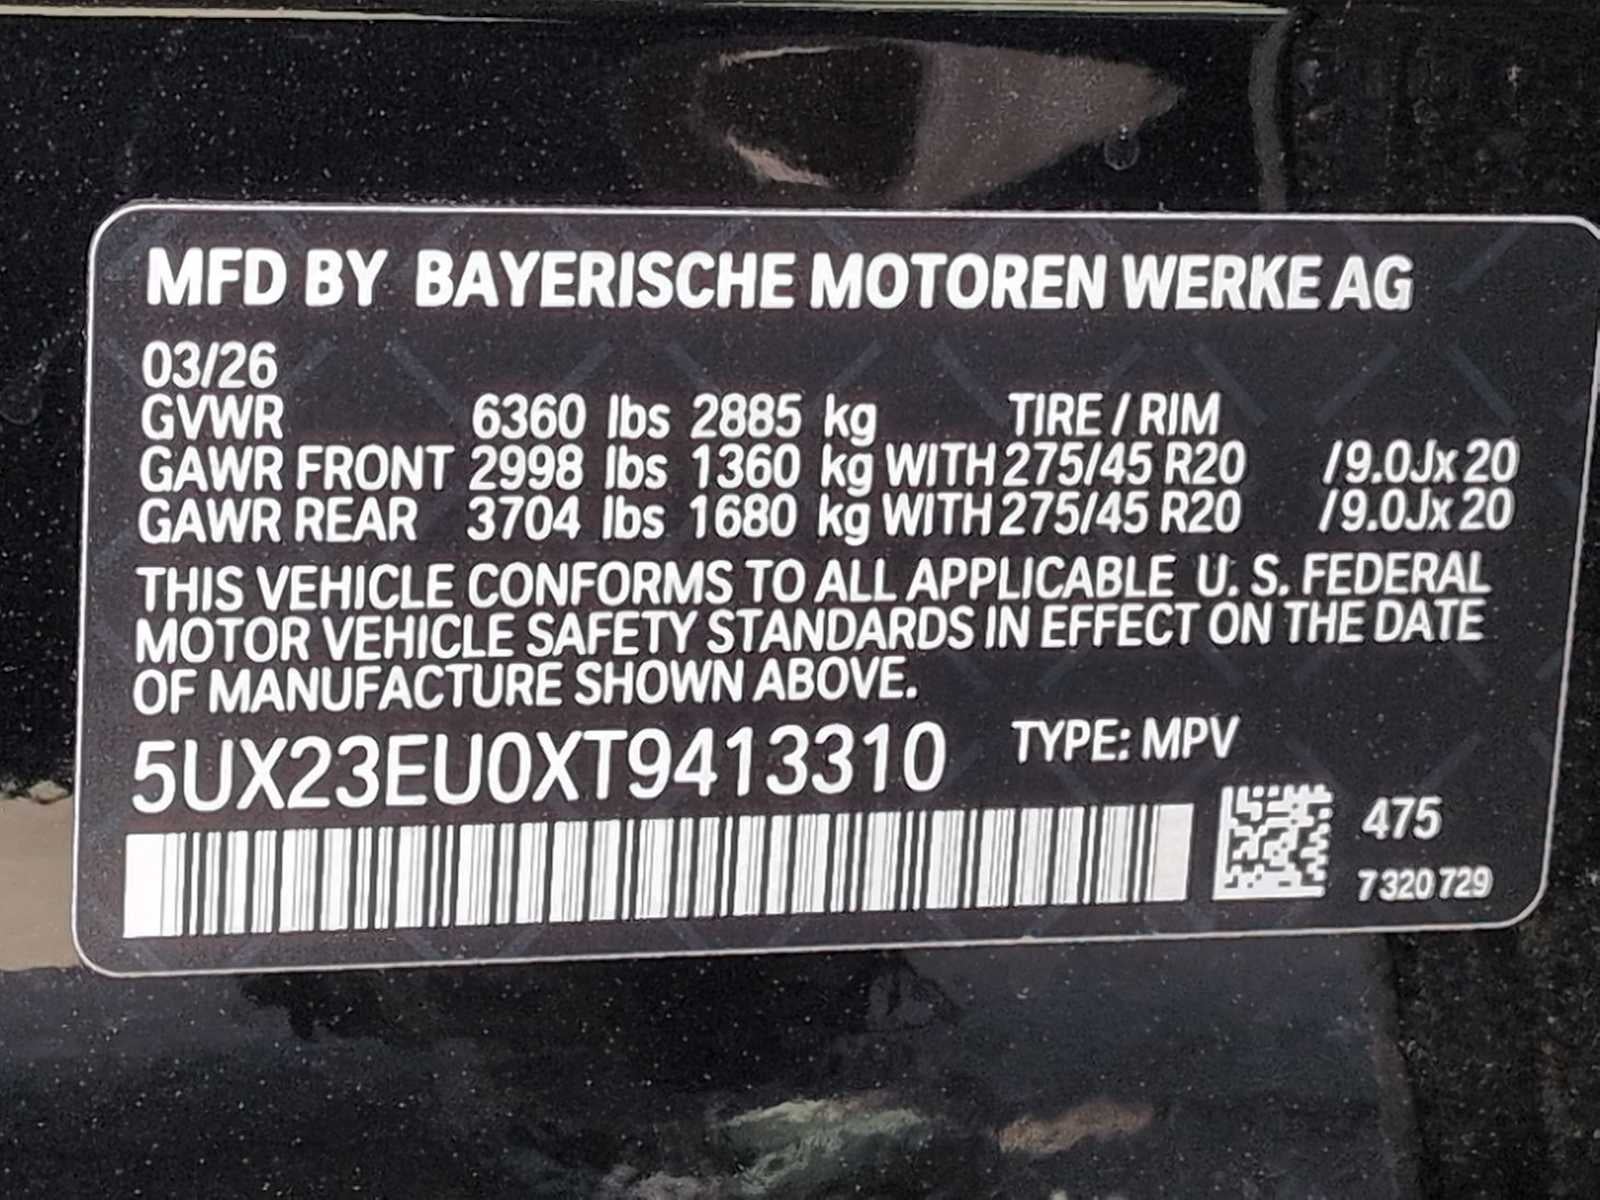 MFD BY BAYERISCHE MOTOREN WERKE AG
03/26
GVWR 6360 lbs 2885 kg TIRE / RIM
GAWR FRONT 2998 lbs 1360 kg WITH 275/45 R20 /9.0Jx20
GAWR REAR 3704 lbs 1680 kg WITH 275/45 R20 /9.0Jx20
THIS VEHICLE CONFORMS TO ALL APPLICABLE U. S. FEDERAL
MOTOR VEHICLE SAFETY STANDARDS IN EFFECT ON THE DATE
OF MANUFACTURE SHOWN ABOVE.
5UX23EU0XT9413310 TYPE: MPV
475
7 320 729